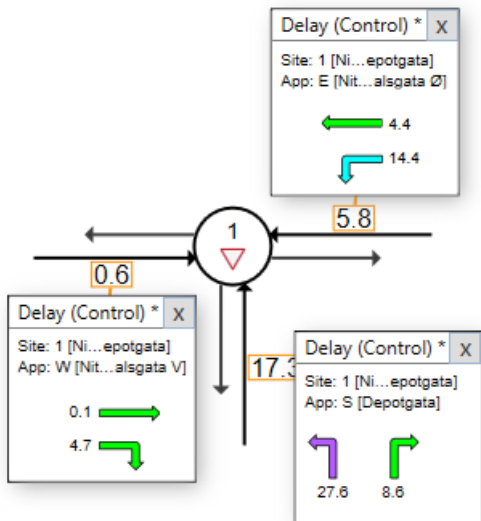 Delay (Control) * x
Site: 1 [Ni...epotgata]
App: E [Nit...alsgata Ø]
4.4
14.4
1
5.8
0.6
Delay (Control) * x
Site: 1 [Ni...epotgata]
App: W [Nit...alsgata V]
0.1
4.7
17.3
Delay (Control) * x
Site: 1 [Ni...epotgata]
App: S [Depotgata]
27.6 8.6